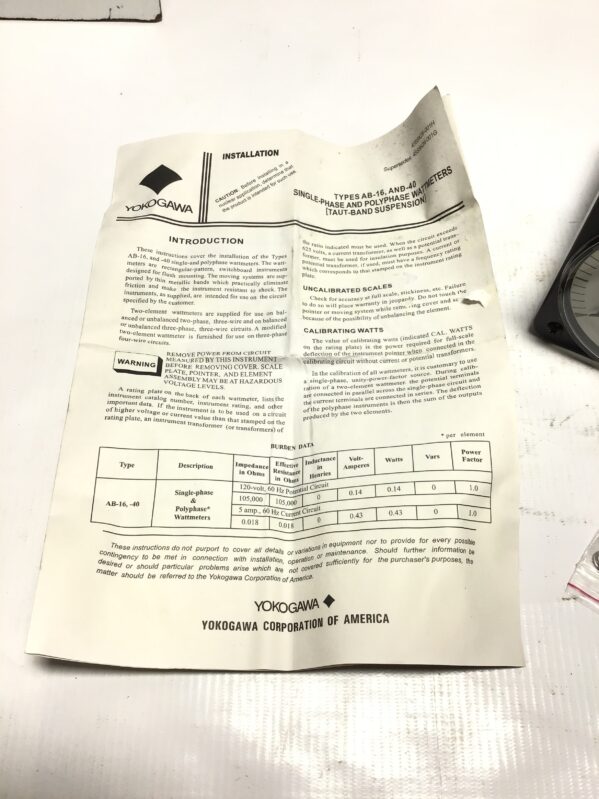 INSTALLATION
CAUTION: Before installing in a
nuclear application, determine that
the product is intended for such use.
YOKOGAWA
Supersedes
TYPES AB-16, AND -40
SINGLE-PHASE AND POLYPHASE WATTMETERS
[TAUT-BAND SUSPENSION]
INTRODUCTION
These instructions cover the installation of the Types
AB-16, and -40 single-and polyphase wattmeters. The watt-
meters are rectangular-pattern, switchboard instruments
designed for flush mounting. The moving systems are sup-
ported by thin metallic bands which practically eliminate
friction and make the instrument resistant to shock. The
instruments, as supplied, are intended for use on the circuit
specified by the customer.
Two-element wattmeters are supplied for use on bal-
anced or unbalanced two-phase, three-wire and on balanced
or unbalanced three-phase, three-wire circuits. A modified
two-element wattmeter is furnished for use on three-phase
four-wire circuits.
WARNING
REMOVE POWER FROM CIRCUIT
MEASURED BY THIS INSTRUMENT
BEFORE REMOVING COVER. SCALE
PLATE, POINTER, AND ELEMENT
ASSEMBLY MAY BE AT HAZARDOUS
VOLTAGE LEVELS.
A rating plate on the back of each wattmeter, lists the
instrument catalog number, instrument rating, and other
important data. If the instrument is to be used on a circuit
of higher voltage or current value than that stamped on the
rating plate, an instrument transformer (or transformers) of
the ratio indicated must be used. When the circuit exceeds
625 volts, a current transformer, as well as a potential trans-
former, must be used for insulation purposes. A current or
potential transformer, if used, must have a frequency rating
which corresponds to that stamped on the instrument rating
plate.
UNCALIBRATED SCALES
Check for accuracy at full scale, stickiness, etc. Failure
to do so will place warranty in jeopardy. Do not touch the
pointer or moving system while removing cover and scale
because of the possibility of unbalancing the element.
CALIBRATING WATTS
The value of calibrating watts (indicated CAL. WATTS
on the rating plate) is the power required for full-scale
deflection of the instrument pointer when connected in the
calibrating circuit without current or potential transformers.
In the calibration of all wattmeters, it is customary to use
a single-phase, unity-power-factor source. During calib-
ration of a two-element wattmeter the potential terminals
are connected in parallel across the single-phase circuit and
the current terminals are connected in series. The deflection
of the polyphase instruments is then the sum of the outputs
produced by the two elements.
BURDEN DATA
* per element
Type Description Impedance in Ohms Effective Resistance in Ohms Inductance in Henries Volt-Amperes Watts Vars Power Factor
AB-16, -40 Single-phase & Polyphase* Wattmeters
120-volt, 60 Hz Potential Circuit
105,000 105,000 0 0.14 0.14 0 1.0
5 amp., 60 Hz Current Circuit
0.018 0.018 0 0.43 0.43 0 1.0
These instructions do not purport to cover all details or variations in equipment nor to provide for every possible
contingency to be met in connection with installation, operation or maintenance. Should further information be
desired or should particular problems arise which are not covered sufficiently for the purchaser's purposes, the
matter should be referred to the Yokogawa Corporation of America.
YOKOGAWA
YOKOGAWA CORPORATION OF AMERICA